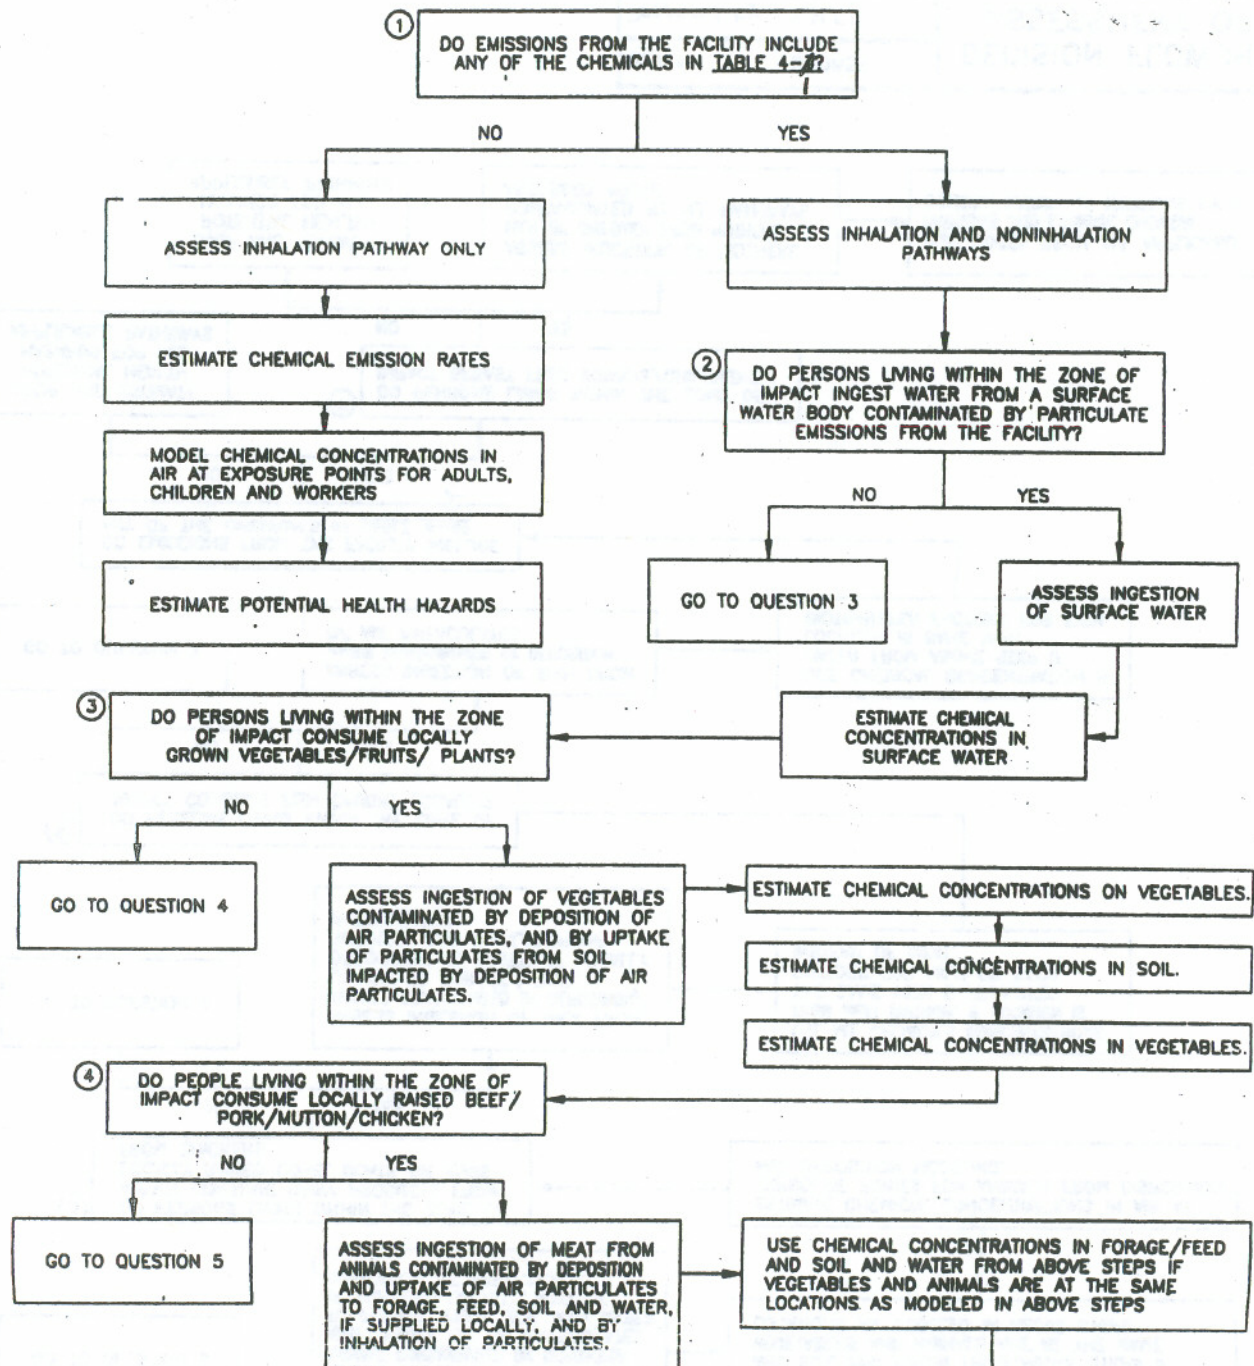 ①
DO EMISSIONS FROM THE FACILITY INCLUDE
ANY OF THE CHEMICALS IN TABLE 4-1?
NO
YES
ASSESS INHALATION PATHWAY ONLY
ASSESS INHALATION AND NONINHALATION
PATHWAYS
ESTIMATE CHEMICAL EMISSION RATES
②
DO PERSONS LIVING WITHIN THE ZONE OF
IMPACT INGEST WATER FROM A SURFACE
WATER BODY CONTAMINATED BY PARTICULATE
EMISSIONS FROM THE FACILITY?
MODEL CHEMICAL CONCENTRATIONS IN
AIR AT EXPOSURE POINTS FOR ADULTS,
CHILDREN AND WORKERS
NO
YES
ESTIMATE POTENTIAL HEALTH HAZARDS
GO TO QUESTION 3
ASSESS INGESTION
OF SURFACE WATER
③
DO PERSONS LIVING WITHIN THE ZONE
OF IMPACT CONSUME LOCALLY
GROWN VEGETABLES/FRUITS/ PLANTS?
ESTIMATE CHEMICAL
CONCENTRATIONS IN
SURFACE WATER
NO
YES
GO TO QUESTION 4
ASSESS INGESTION OF VEGETABLES
CONTAMINATED BY DEPOSITION OF
AIR PARTICULATES, AND BY UPTAKE
OF PARTICULATES FROM SOIL
IMPACTED BY DEPOSITION OF AIR
PARTICULATES.
ESTIMATE CHEMICAL CONCENTRATIONS ON VEGETABLES.
ESTIMATE CHEMICAL CONCENTRATIONS IN SOIL.
ESTIMATE CHEMICAL CONCENTRATIONS IN VEGETABLES.
④
DO PEOPLE LIVING WITHIN THE ZONE OF
IMPACT CONSUME LOCALLY RAISED BEEF/
PORK/MUTTON/CHICKEN?
NO
YES
GO TO QUESTION 5
ASSESS INGESTION OF MEAT FROM
ANIMALS CONTAMINATED BY DEPOSITION
AND UPTAKE OF AIR PARTICULATES
TO FORAGE, FEED, SOIL AND WATER,
IF SUPPLIED LOCALLY, AND BY
INHALATION OF PARTICULATES.
USE CHEMICAL CONCENTRATIONS IN FORAGE/FEED
AND SOIL AND WATER FROM ABOVE STEPS IF
VEGETABLES AND ANIMALS ARE AT THE SAME
LOCATIONS AS MODELED IN ABOVE STEPS